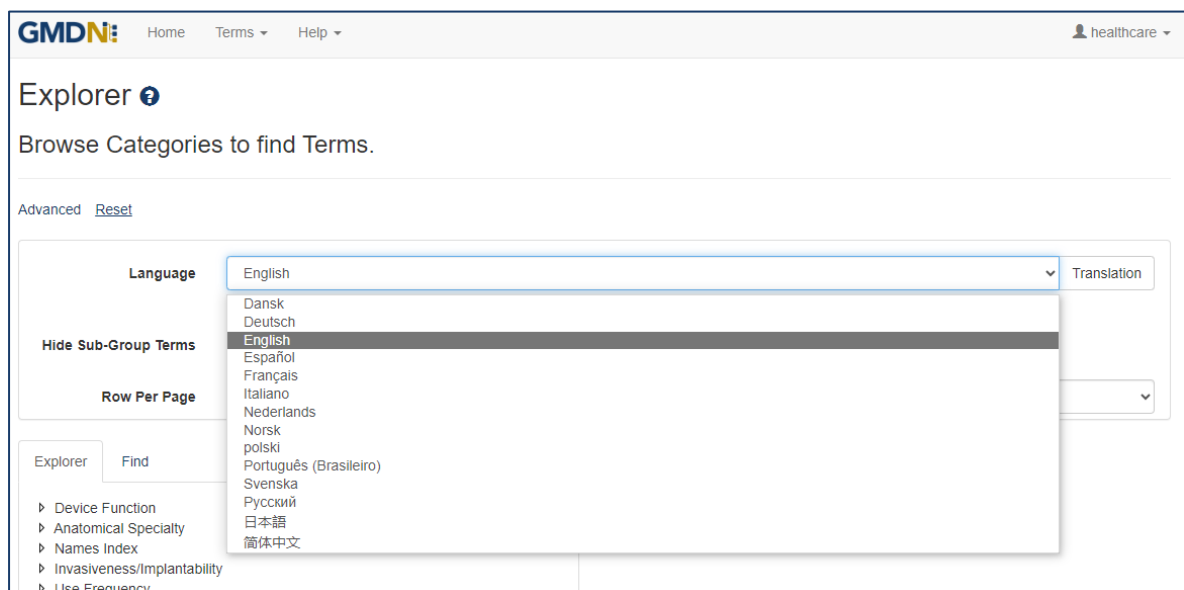 GMDN Home Terms Help healthcare
Explorer
Browse Categories to find Terms.
Advanced Reset
Language English Translation
Dansk
Deutsch
English
Español
Français
Italiano
Nederlands
Norsk
polski
Português (Brasileiro)
Svenska
Русский
日本語
简体中文
Hide Sub-Group Terms
Row Per Page
Explorer Find
Device Function
Anatomical Specialty
Names Index
Invasiveness/Implantability
Use Frequency